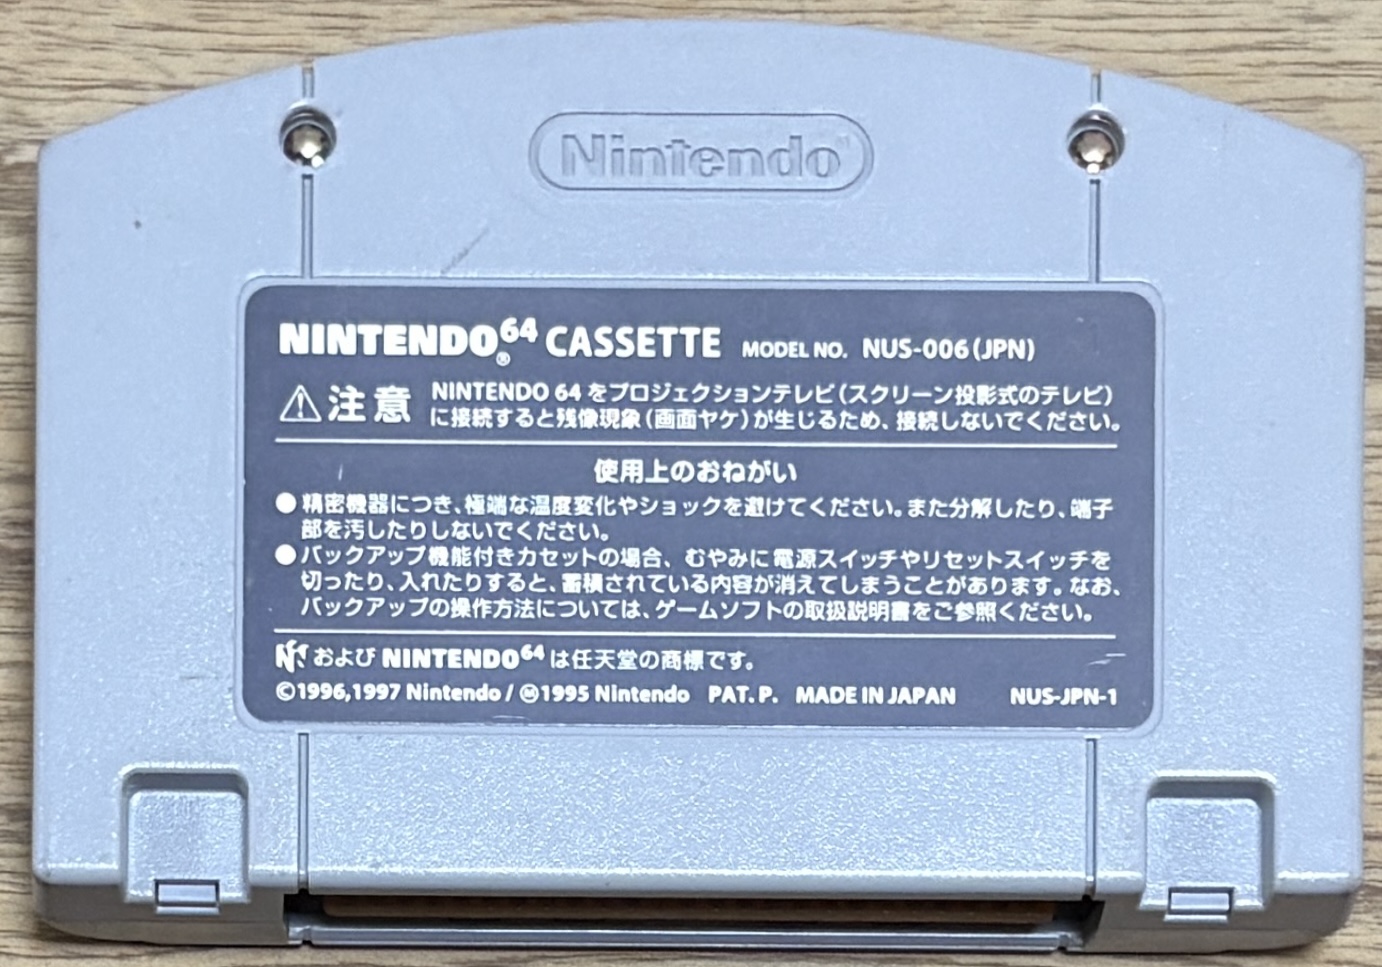 Nintendo
NINTENDO64® CASSETTE MODEL NO. NUS-006(JPN)
⚠注意 NINTENDO 64 をプロジェクションテレビ(スクリーン投影式のテレビ)
に接続すると残像現象(画面ヤケ)が生じるため、接続しないでください。
使用上のおねがい
●精密機器につき、極端な温度変化やショックを避けてください。また分解したり、端子
部を汚したりしないでください。
●バックアップ機能付きカセットの場合、むやみに電源スイッチやリセットスイッチを
切ったり、入れたりすると、蓄積されている内容が消えてしまうことがあります。なお、
バックアップの操作方法については、ゲームソフトの取扱説明書をご参照ください。
および NINTENDO64 は任天堂の商標です。
©1996,1997 Nintendo / Ⓜ1995 Nintendo PAT. P. MADE IN JAPAN NUS-JPN-1